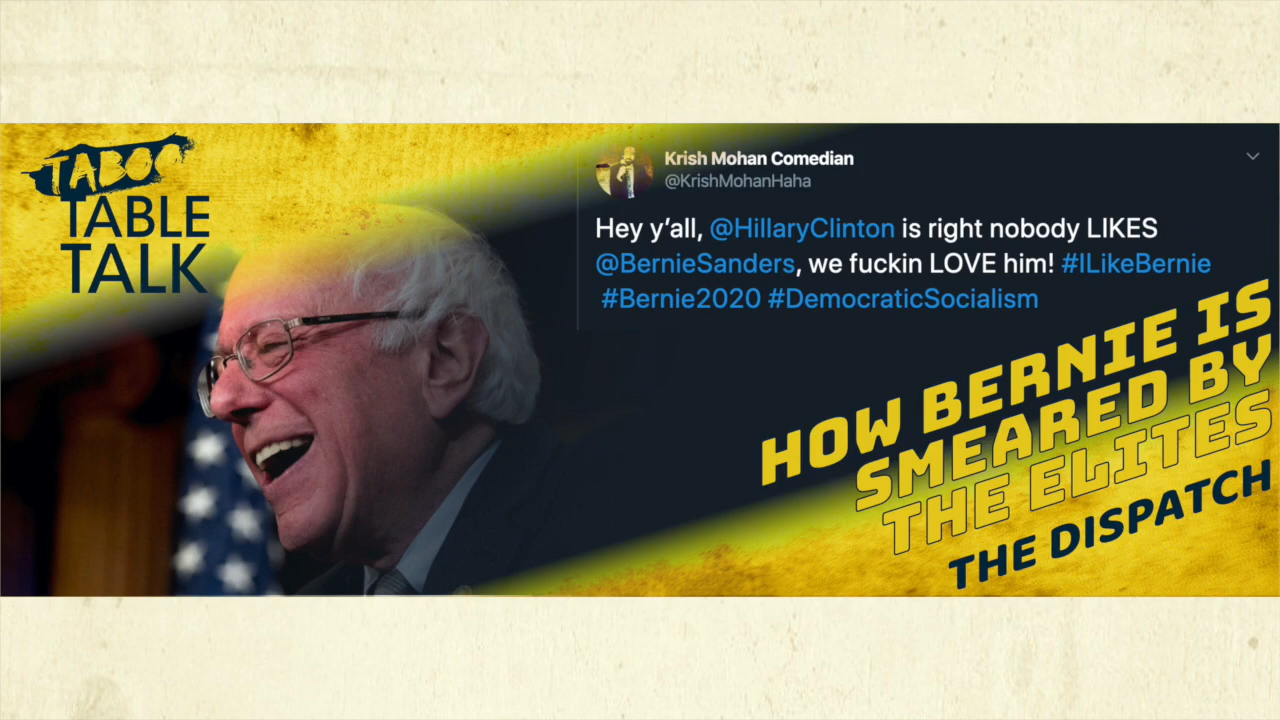 TABOO
TABLE
TALK
Krish Mohan Comedian
@KrishMohanHaha
Hey y’all, @HillaryClinton is right nobody LIKES
@BernieSanders, we fuckin LOVE him! #ILikeBernie
#Bernie2020 #DemocraticSocialism
HOW BERNIE IS
SMEARED BY
THE ELITES
THE DISPATCH